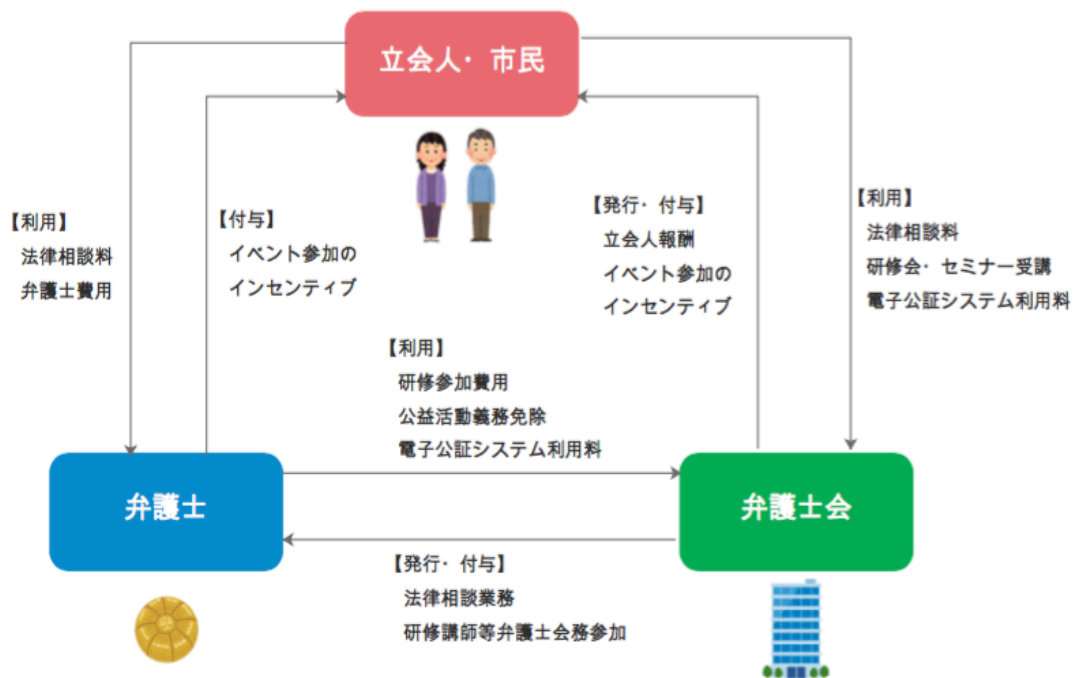 立会人・市民
【利用】
法律相談料
弁護士費用
【付与】
イベント参加の
インセンティブ
【発行・付与】
立会人報酬
イベント参加の
インセンティブ
【利用】
法律相談料
研修会・セミナー受講
電子公証システム利用料
【利用】
研修参加費用
公益活動義務免除
電子公証システム利用料
弁護士
弁護士会
【発行・付与】
法律相談業務
研修講師等弁護士会務参加